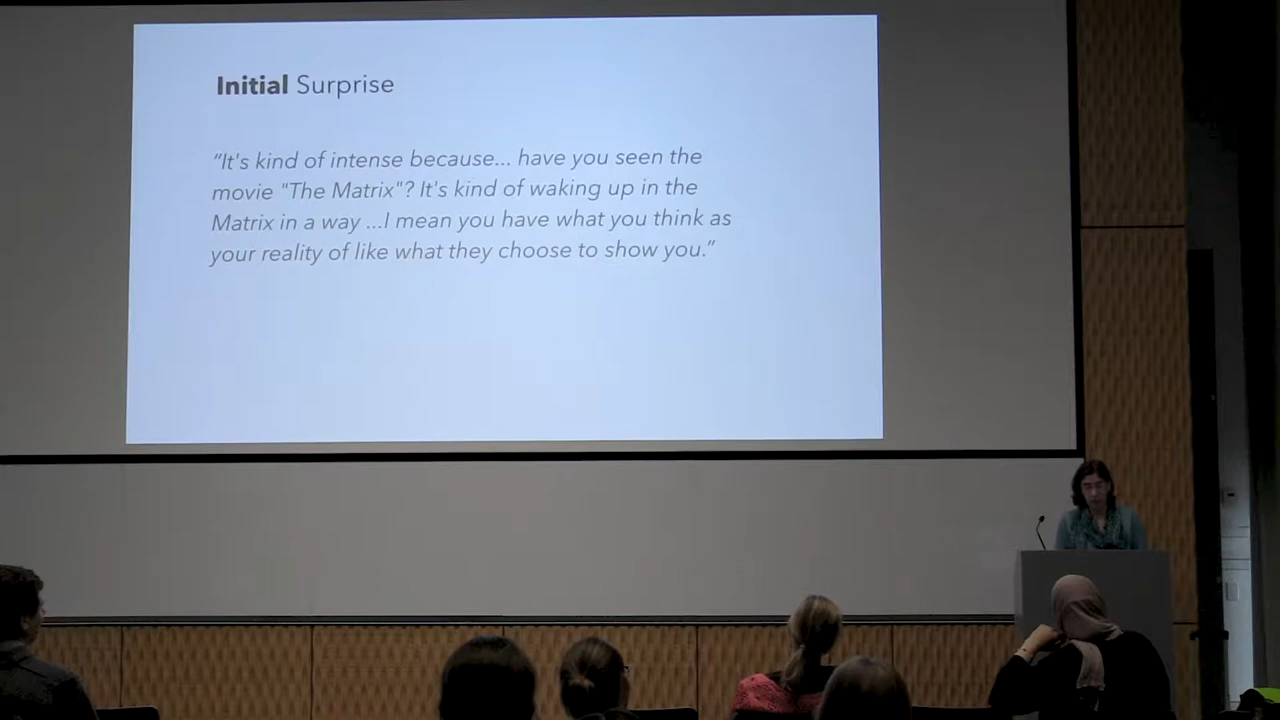 Initial Surprise
"It's kind of intense because... have you seen the
movie "The Matrix"? It's kind of waking up in the
Matrix in a way ...I mean you have what you think as
your reality of like what they choose to show you."